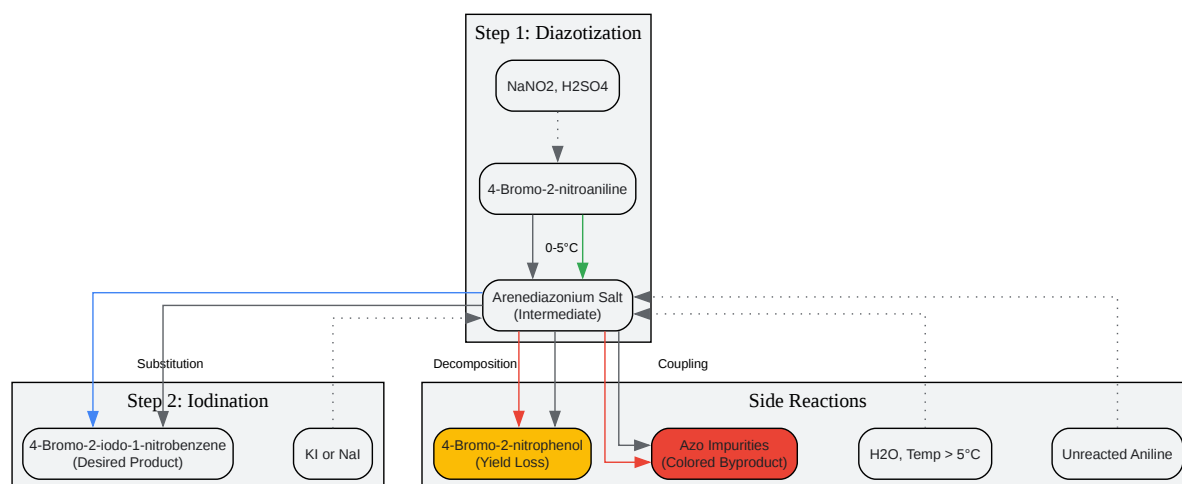 Step 1: Diazotization
NaNO2, H2SO4
4-Bromo-2-nitroaniline
0-5°C
Arenediazonium Salt
(Intermediate)
Substitution
Decomposition
Coupling
Step 2: Iodination
Side Reactions
4-Bromo-2-iodo-1-nitrobenzene
(Desired Product)
KI or NaI
4-Bromo-2-nitrophenol
(Yield Loss)
Azo Impurities
(Colored Byproduct)
H2O, Temp > 5°C
Unreacted Aniline